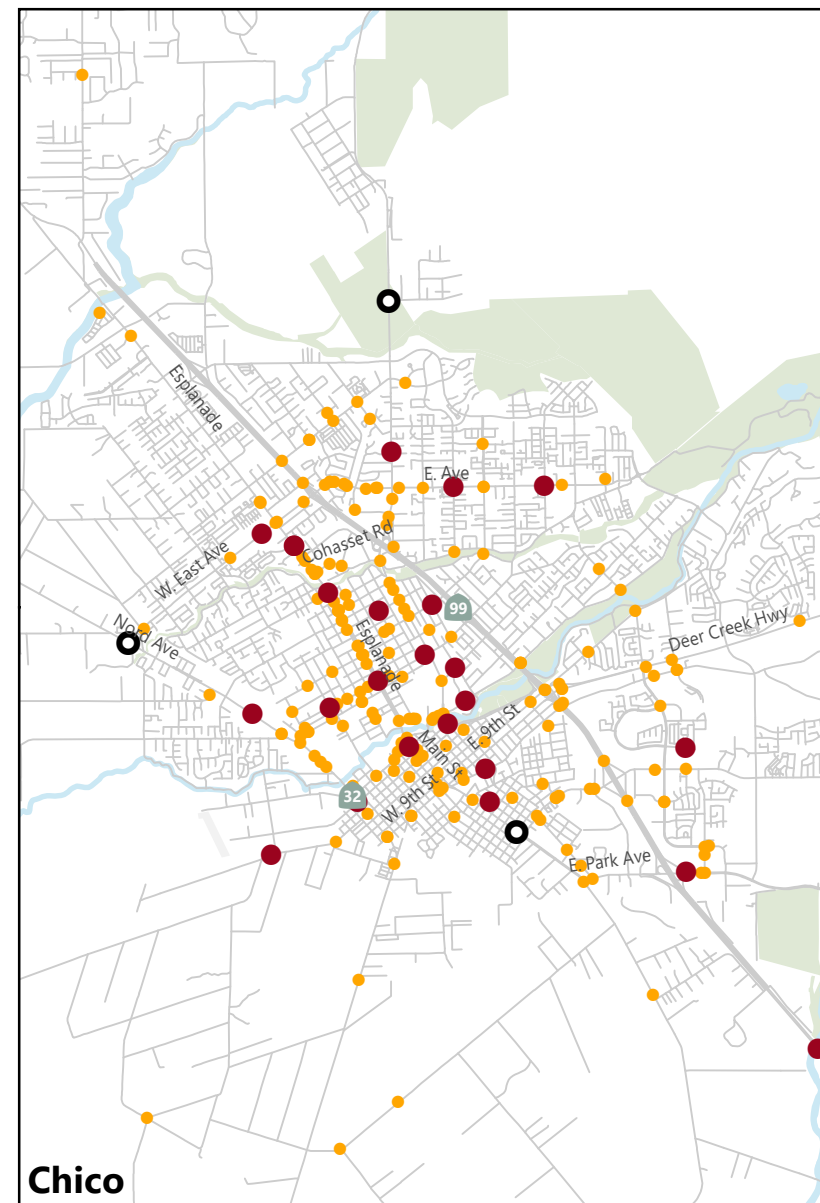 Esplanade
E. Ave
Cohasset Rd
W. East Ave
99
Nord Ave
Deer Creek Hwy
Esplanade
E. 9th St
Main St
32
W. 9th St
E. Park Ave
Chico